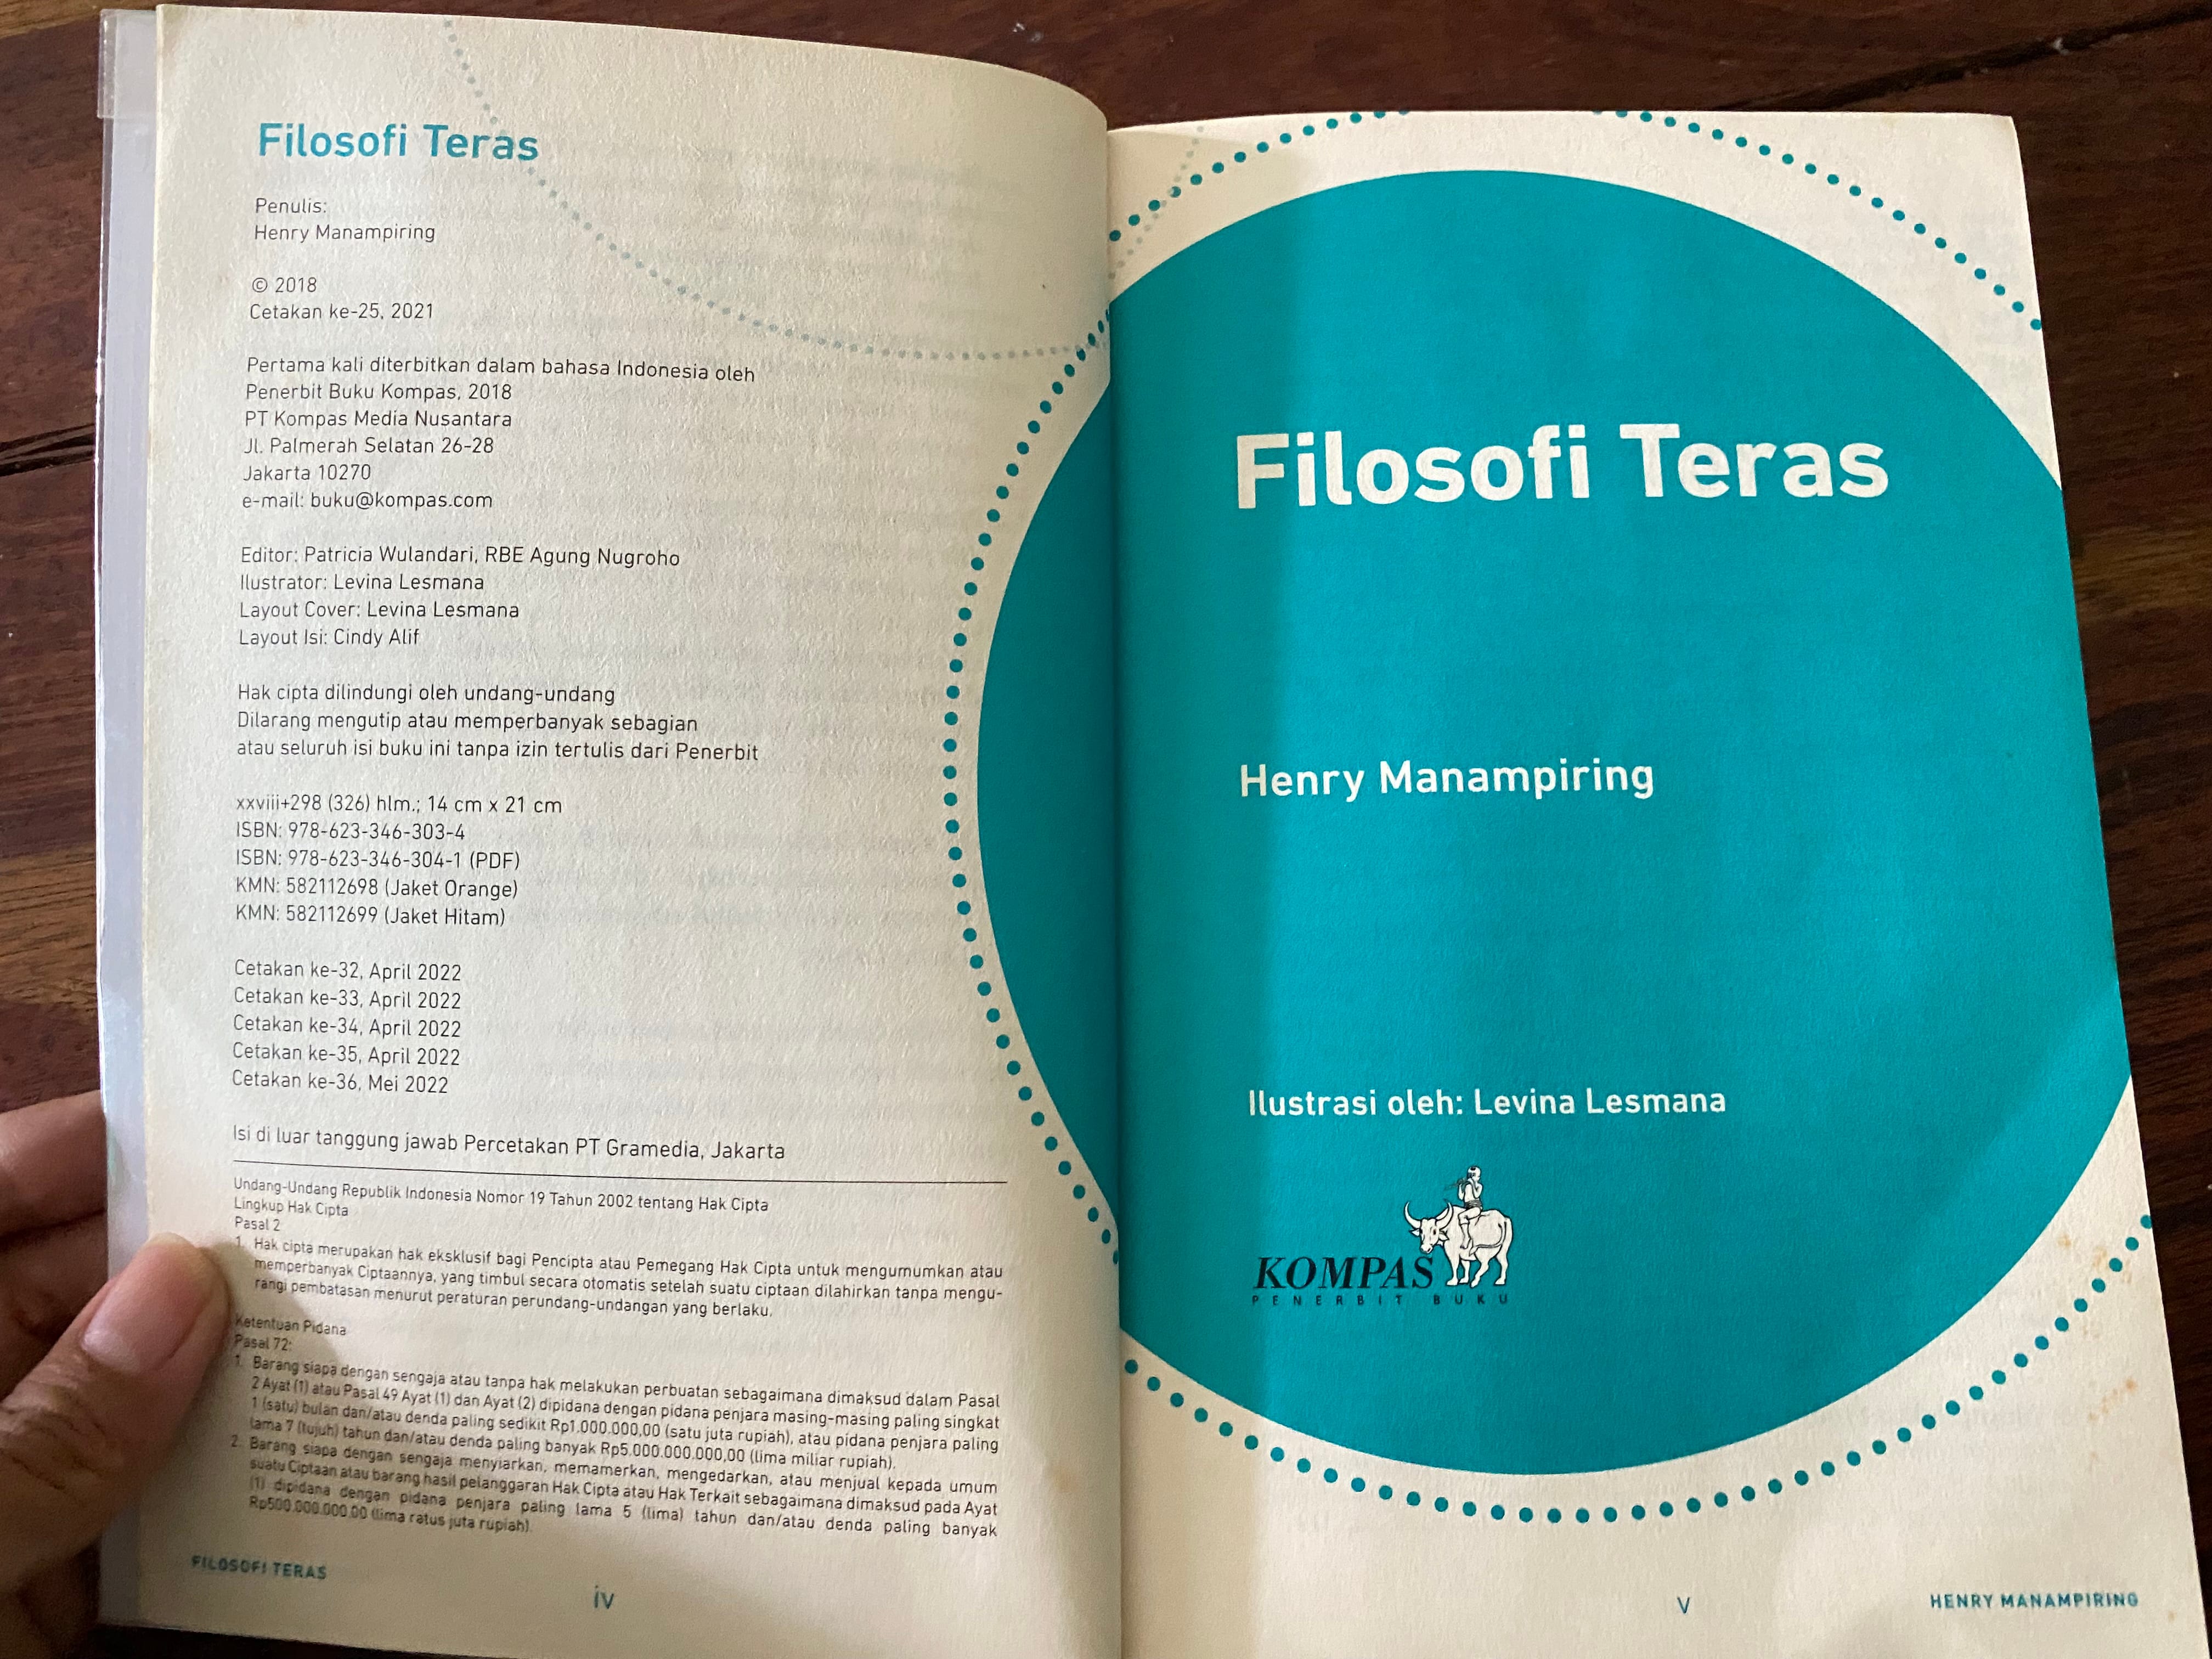 Filosofi Teras
Penulis:
Henry Manampiring
© 2018
Cetakan ke-25, 2021
Pertama kali diterbitkan dalam bahasa Indonesia oleh
Penerbit Buku Kompas, 2018
PT Kompas Media Nusantara
Jl. Palmerah Selatan 26-28
Jakarta 10270
e-mail: buku@kompas.com
Editor: Patricia Wulandari, RBE Agung Nugroho
Ilustrator: Levina Lesmana
Layout Cover: Levina Lesmana
Layout Isi: Cindy Alif
Hak cipta dilindungi oleh undang-undang
Dilarang mengutip atau memperbanyak sebagian
atau seluruh isi buku ini tanpa izin tertulis dari Penerbit
xxviii+298 (326) hlm.; 14 cm x 21 cm
ISBN: 978-623-346-303-4
ISBN: 978-623-346-304-1 (PDF)
KMN: 582112698 (Jaket Orange)
KMN: 582112699 (Jaket Hitam)
Cetakan ke-32, April 2022
Cetakan ke-33, April 2022
Cetakan ke-34, April 2022
Cetakan ke-35, April 2022
Cetakan ke-36, Mei 2022
Isi di luar tanggung jawab Percetakan PT Gramedia, Jakarta
Undang-Undang Republik Indonesia Nomor 19 Tahun 2002 tentang Hak Cipta
Lingkup Hak Cipta
Pasal 2
1. Hak cipta merupakan hak eksklusif bagi Pencipta atau Pemegang Hak Cipta untuk mengumumkan atau
memperbanyak Ciptaannya, yang timbul secara otomatis setelah suatu ciptaan dilahirkan tanpa mengu-
rangi pembatasan menurut peraturan perundang-undangan yang berlaku.
Ketentuan Pidana
Pasal 72:
1. Barang siapa dengan sengaja atau tanpa hak melakukan perbuatan sebagaimana dimaksud dalam Pasal
2 Ayat (1) atau Pasal 49 Ayat (1) dan Ayat (2) dipidana dengan pidana penjara masing-masing paling singkat
1 (satu) bulan dan/atau denda paling sedikit Rp1.000.000,00 (satu juta rupiah), atau pidana penjara paling
lama 7 (tujuh) tahun dan/atau denda paling banyak Rp5.000.000.000,00 (lima miliar rupiah).
2. Barang siapa dengan sengaja menyiarkan, memamerkan, mengedarkan, atau menjual kepada umum
suatu Ciptaan atau barang hasil pelanggaran Hak Cipta atau Hak Terkait sebagaimana dimaksud pada Ayat
(1) dipidana dengan pidana penjara paling lama 5 (lima) tahun dan/atau denda paling banyak
Rp500.000.000,00 (lima ratus juta rupiah).
FILOSOFI TERAS
iv
Filosofi Teras
Henry Manampiring
Ilustrasi oleh: Levina Lesmana
KOMPAS
PENERBIT BUKU
v
HENRY MANAMPIRING